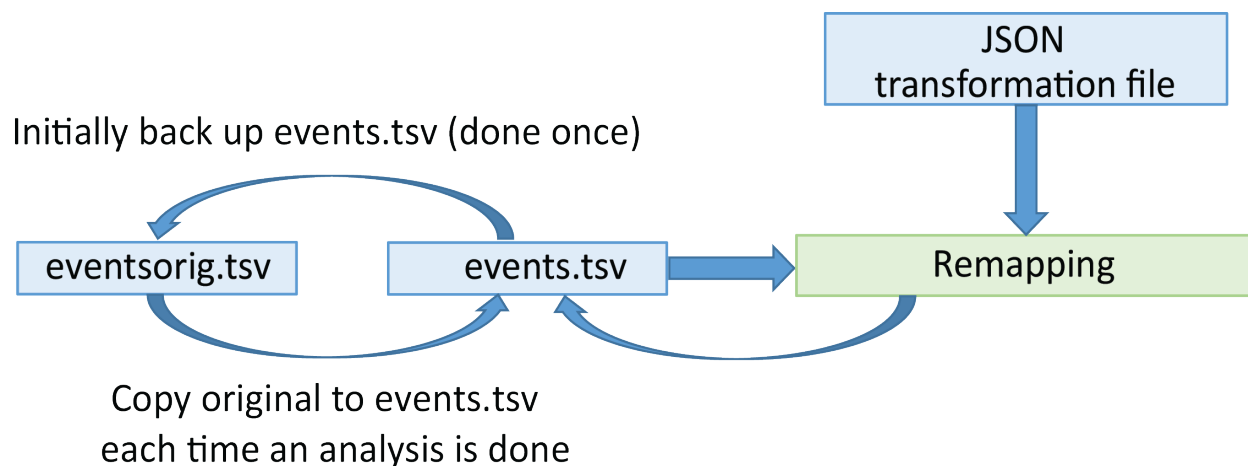 JSON
transformation file
Initially back up events.tsv (done once)
eventsorig.tsv
events.tsv
Remapping
Copy original to events.tsv
each time an analysis is done